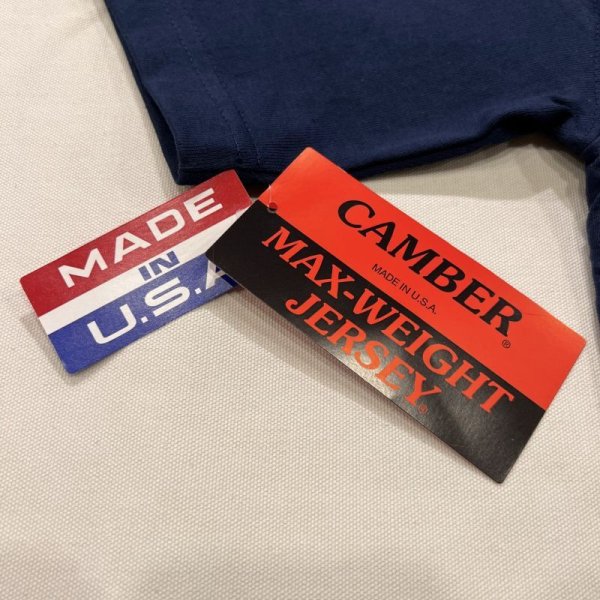 MADE
IN
U.S.A
CAMBER®
MADE IN U.S.A.
MAX-WEIGHT
JERSEY®